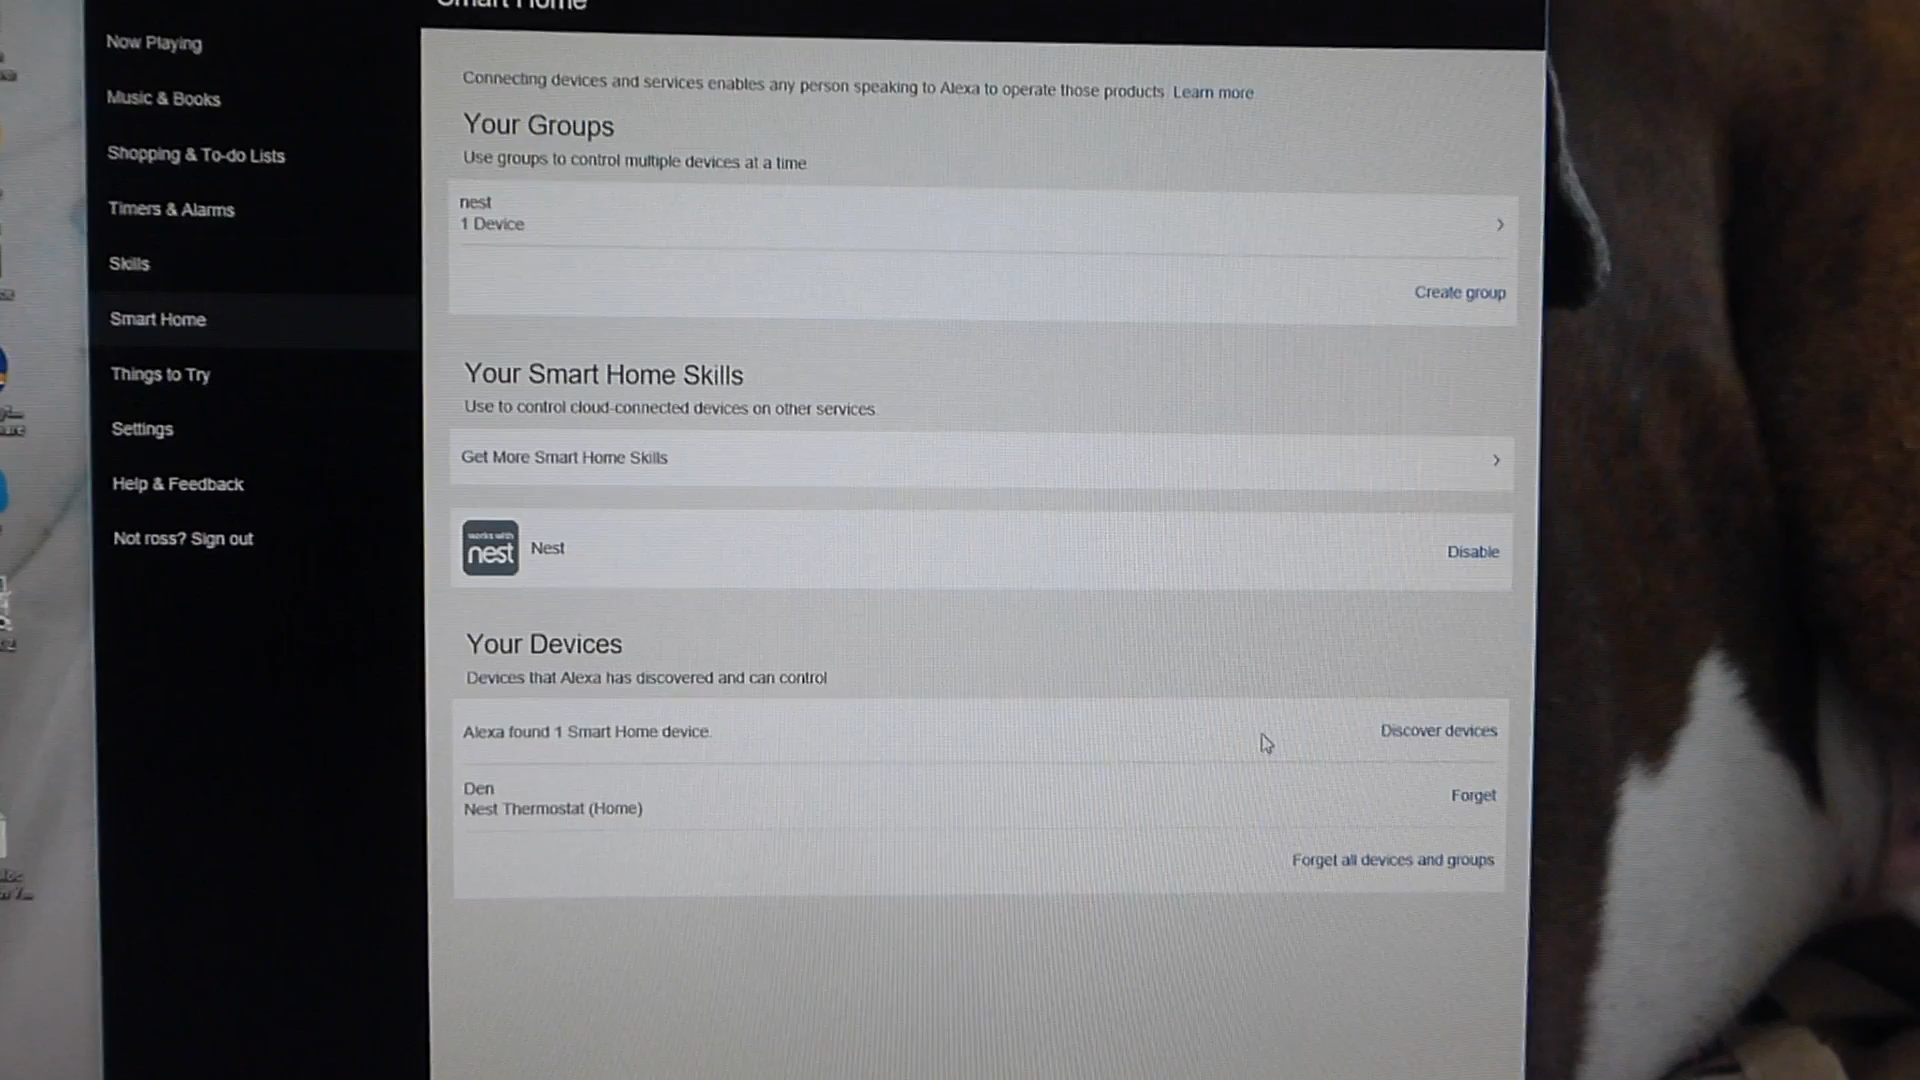 Smart Home
Now Playing
Music & Books
Shopping & To-do Lists
Timers & Alarms
Skills
Smart Home
Things to Try
Settings
Help & Feedback
Not ross? Sign out
Connecting devices and services enables any person speaking to Alexa to operate those products. Learn more
Your Groups
Use groups to control multiple devices at a time
nest
1 Device
Create group
Your Smart Home Skills
Use to control cloud-connected devices on other services.
Get More Smart Home Skills
works with
nest
Nest
Disable
Your Devices
Devices that Alexa has discovered and can control
Alexa found 1 Smart Home device.
Discover devices
Den
Nest Thermostat (Home)
Forget
Forget all devices and groups